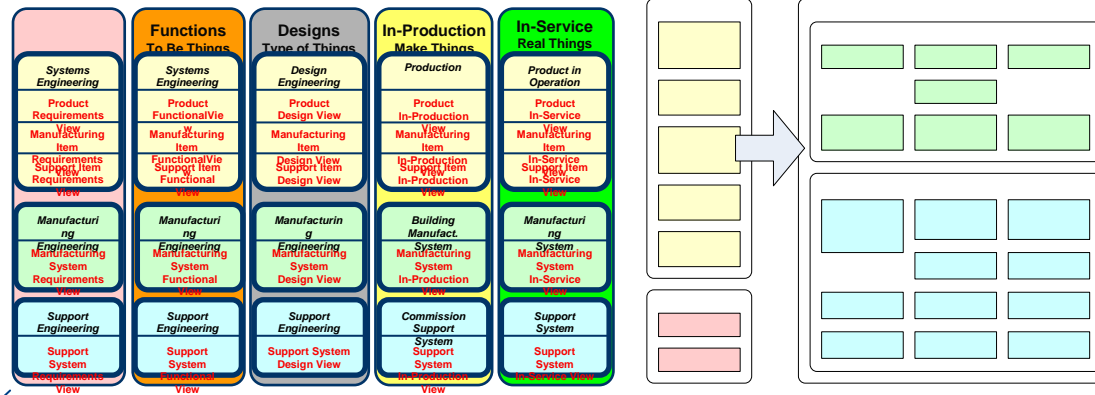 Functions
To Be Things
Designs
Type of Things
In-Production
Make Things
In-Service
Real Things
Systems
Engineering
Product
Requirements
View
Manufacturing
Item
Requirements
View
Support Item
Requirements
View
Manufacturi
ng
Engineering
Manufacturing
System
Requirements
View
Support
Engineering
Support
System
Requirements
View
Systems
Engineering
Product
FunctionalVie
w
Manufacturing
Item
FunctionalVie
w
Support Item
Functional
View
Manufacturi
ng
Engineering
Manufacturing
System
Functional
View
Support
Engineering
Support
System
Functional
View
Design
Engineering
Product
Design View
Manufacturing
Item
Design View
Support Item
Design View
Manufacturin
g
Engineering
Manufacturing
System
Design View
Support
Engineering
Support System
Design View
Production
Product
In-Production
View
Manufacturing
Item
In-Production
View
Support Item
In-Production
View
Building
Manufact.
System
Manufacturing
System
In-Production
View
Commission
Support
System
Support
System
In-Production
View
Product in
Operation
Product
In-Service
View
Manufacturing
Item
In-Service
View
Support Item
In-Service
View
Manufacturi
ng
System
Manufacturing
System
In-Service
View
Support
System
Support
System
In-Service View